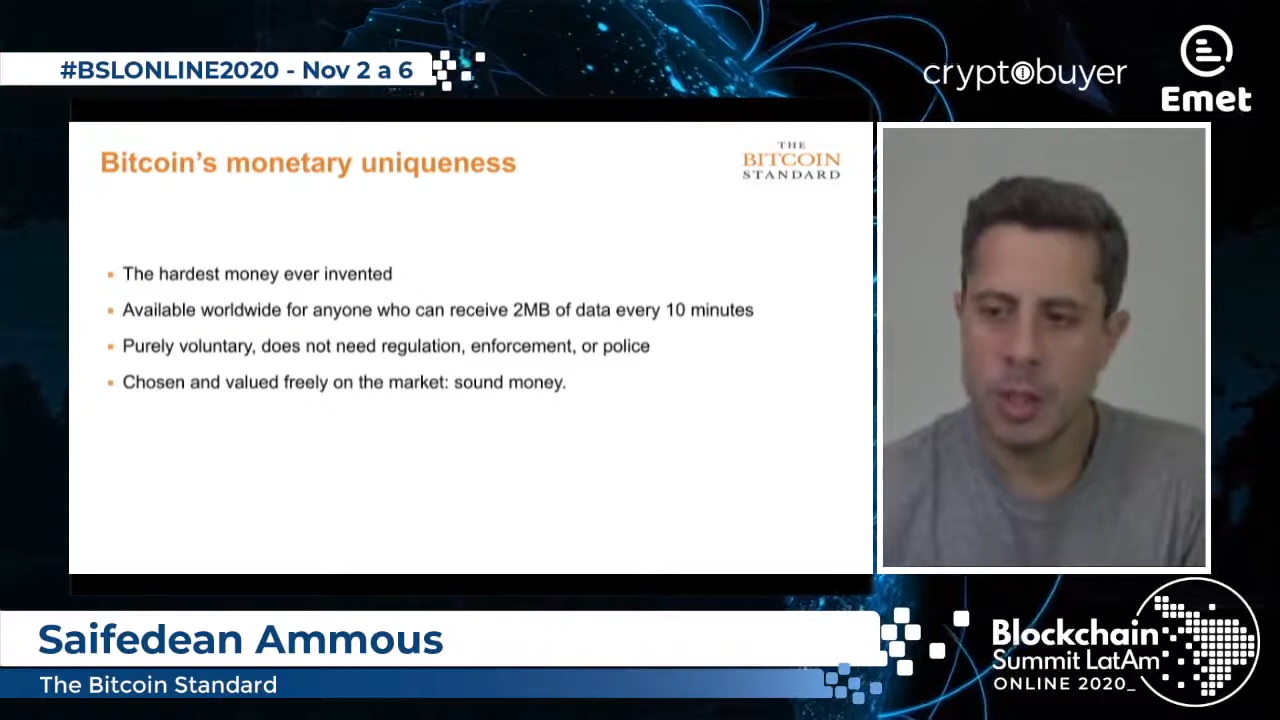 #BSLONLINE2020 - Nov 2 a 6
cryptobuyer
Emet
Bitcoin’s monetary uniqueness
THE
BITCOIN
STANDARD
▪ The hardest money ever invented
▪ Available worldwide for anyone who can receive 2MB of data every 10 minutes
▪ Purely voluntary, does not need regulation, enforcement, or police
▪ Chosen and valued freely on the market: sound money.
Saifedean Ammous
The Bitcoin Standard
Blockchain
Summit LatAm
ONLINE 2020_